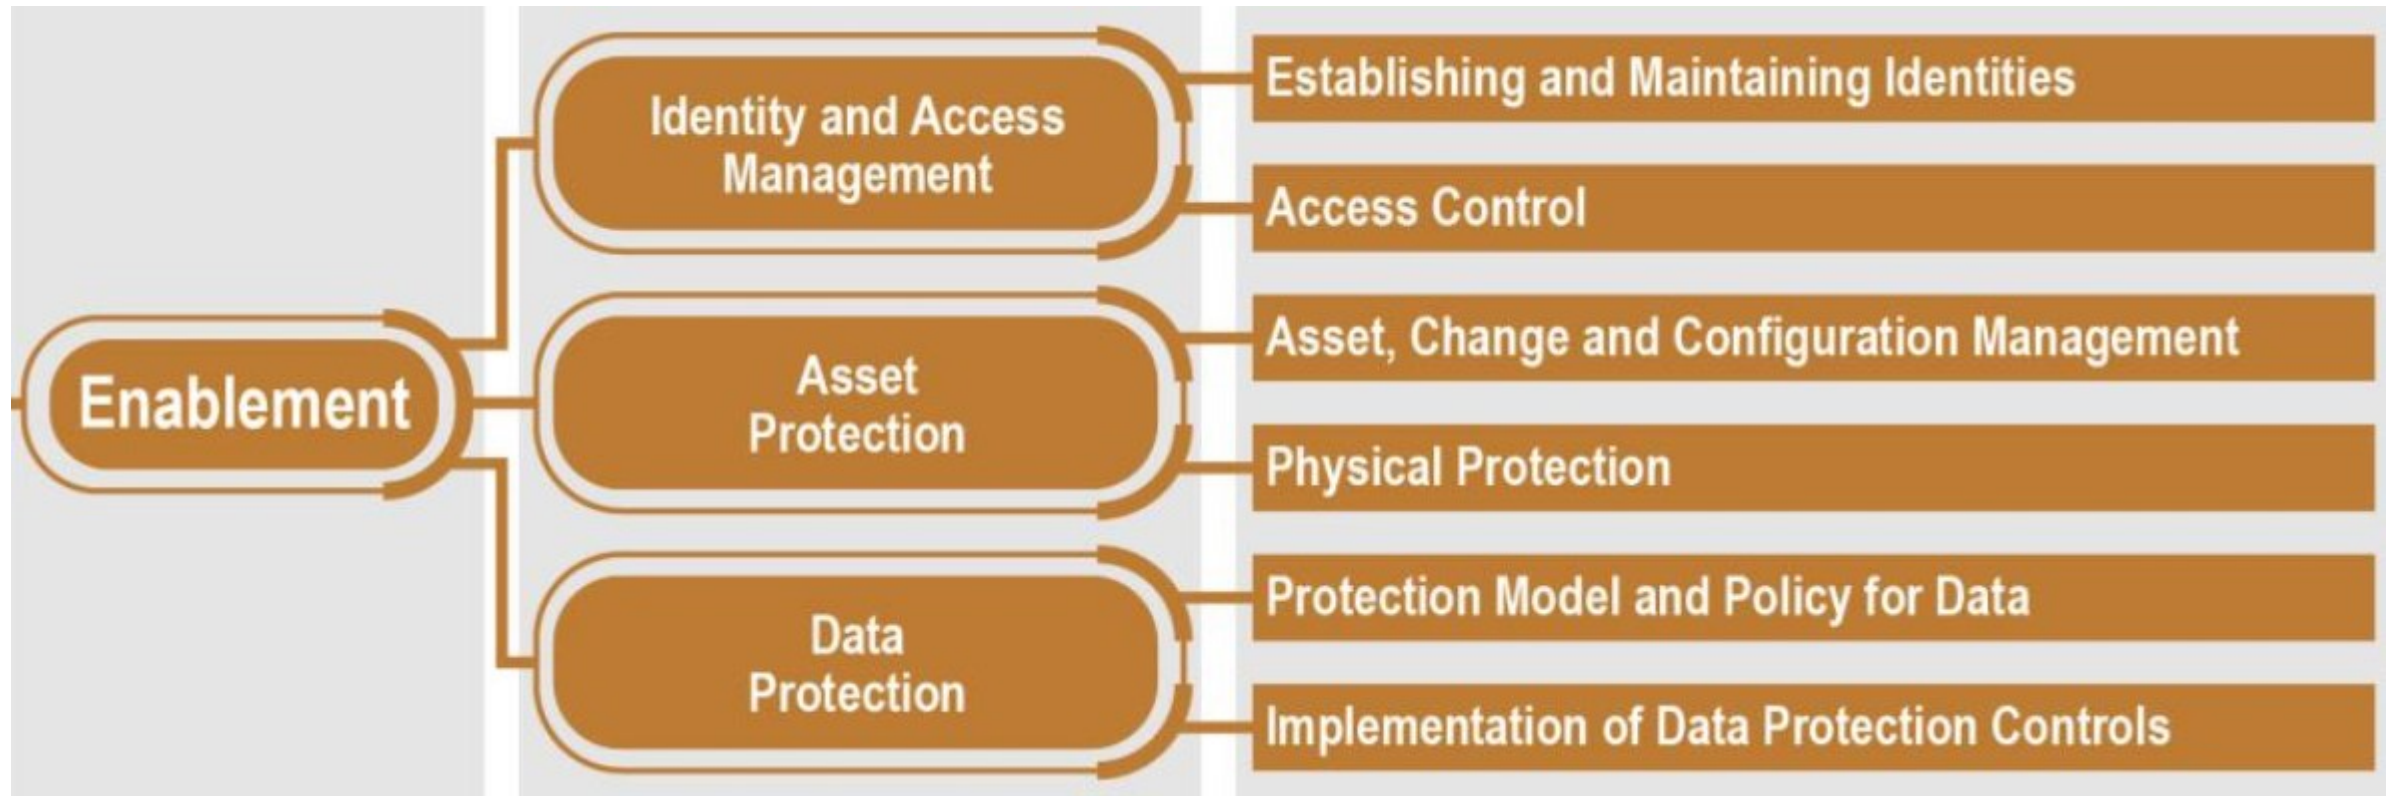 Enablement
Identity and Access
Management
Establishing and Maintaining Identities
Access Control
Asset
Protection
Asset, Change and Configuration Management
Physical Protection
Data
Protection
Protection Model and Policy for Data
Implementation of Data Protection Controls